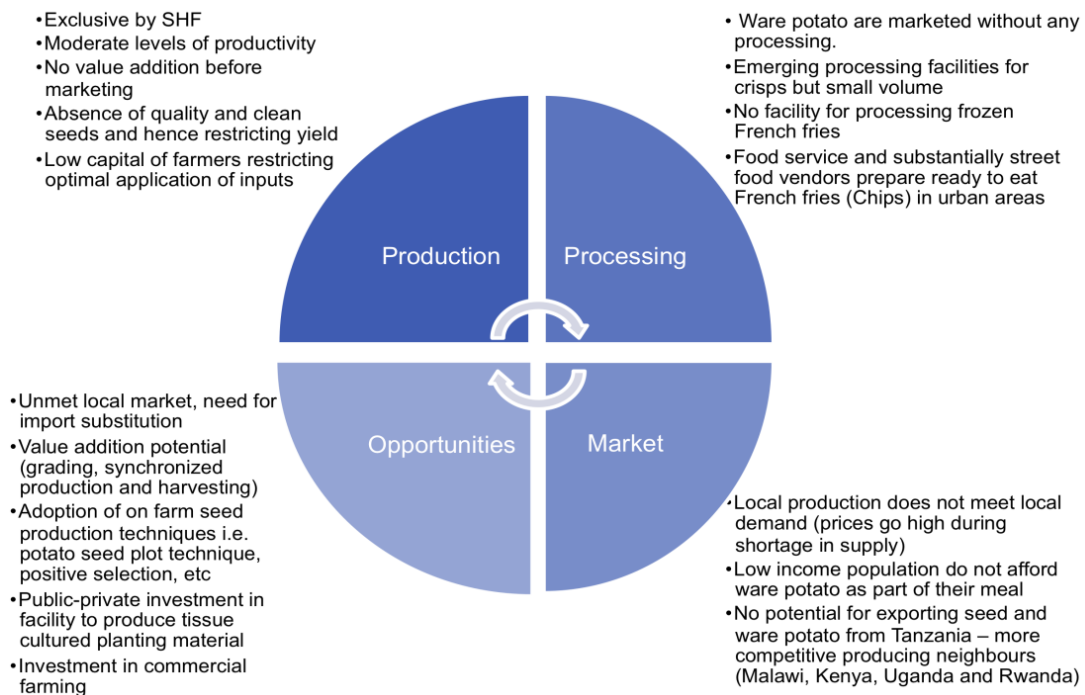 •Exclusive by SHF
•Moderate levels of productivity
•No value addition before
marketing
•Absence of quality and clean
seeds and hence restricting yield
•Low capital of farmers restricting
optimal application of inputs
• Ware potato are marketed without any
processing.
•Emerging processing facilities for
crisps but small volume
•No facility for processing frozen
French fries
•Food service and substantially street
food vendors prepare ready to eat
French fries (Chips) in urban areas
Production
Processing
Opportunities
Market
•Unmet local market, need for
import substitution
•Value addition potential
(grading, synchronized
production and harvesting)
•Adoption of on farm seed
production techniques i.e.
potato seed plot technique,
positive selection, etc
•Public-private investment in
facility to produce tissue
cultured planting material
•Investment in commercial
farming
•Local production does not meet local
demand (prices go high during
shortage in supply)
•Low income population do not afford
ware potato as part of their meal
•No potential for exporting seed and
ware potato from Tanzania – more
competitive producing neighbours
(Malawi, Kenya, Uganda and Rwanda)